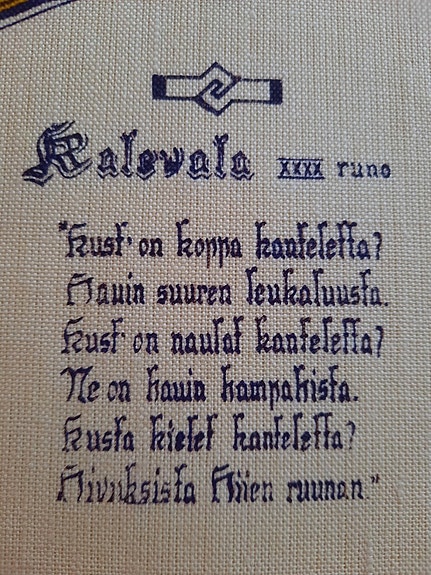 Kalewala XXXX runo
"Kust' on koppa kanteletta?
Hauin suuren leukaluusta.
Kust' on naulat kanteletta?
Ne on hauin hampahista.
Kusta kielet kanteletta?
Hivuksista Hiien ruunan."